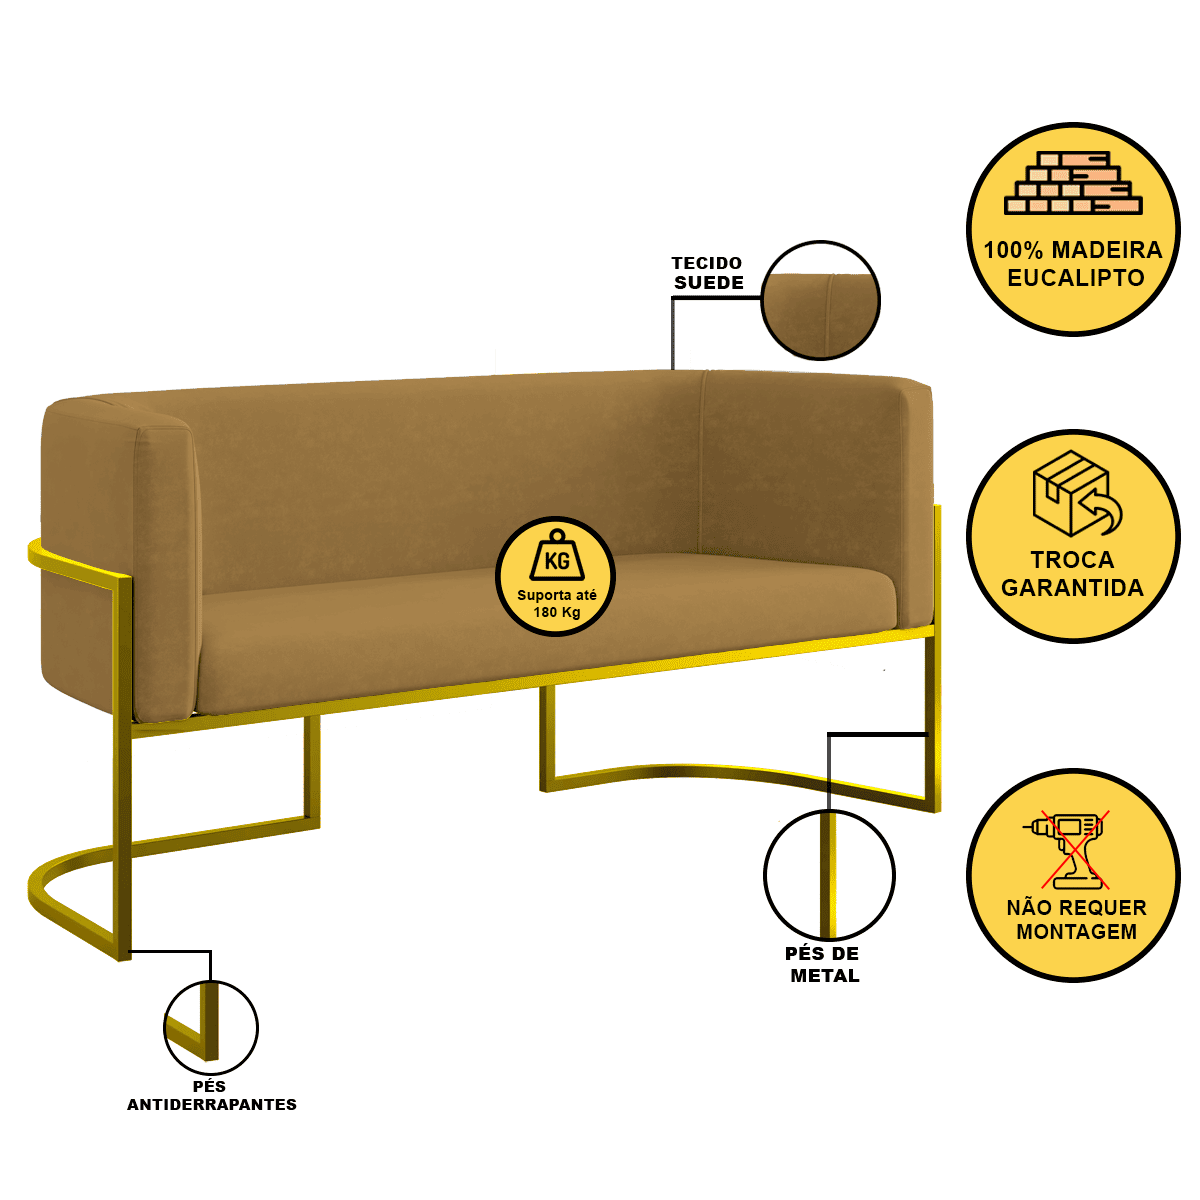 TECIDO
SUEDE
100% MADEIRA
EUCALIPTO
KG
Suporta até
180 Kg
TROCA
GARANTIDA
NÃO REQUER
MONTAGEM
PÉS DE
METAL
PÉS
ANTIDERRAPANTES